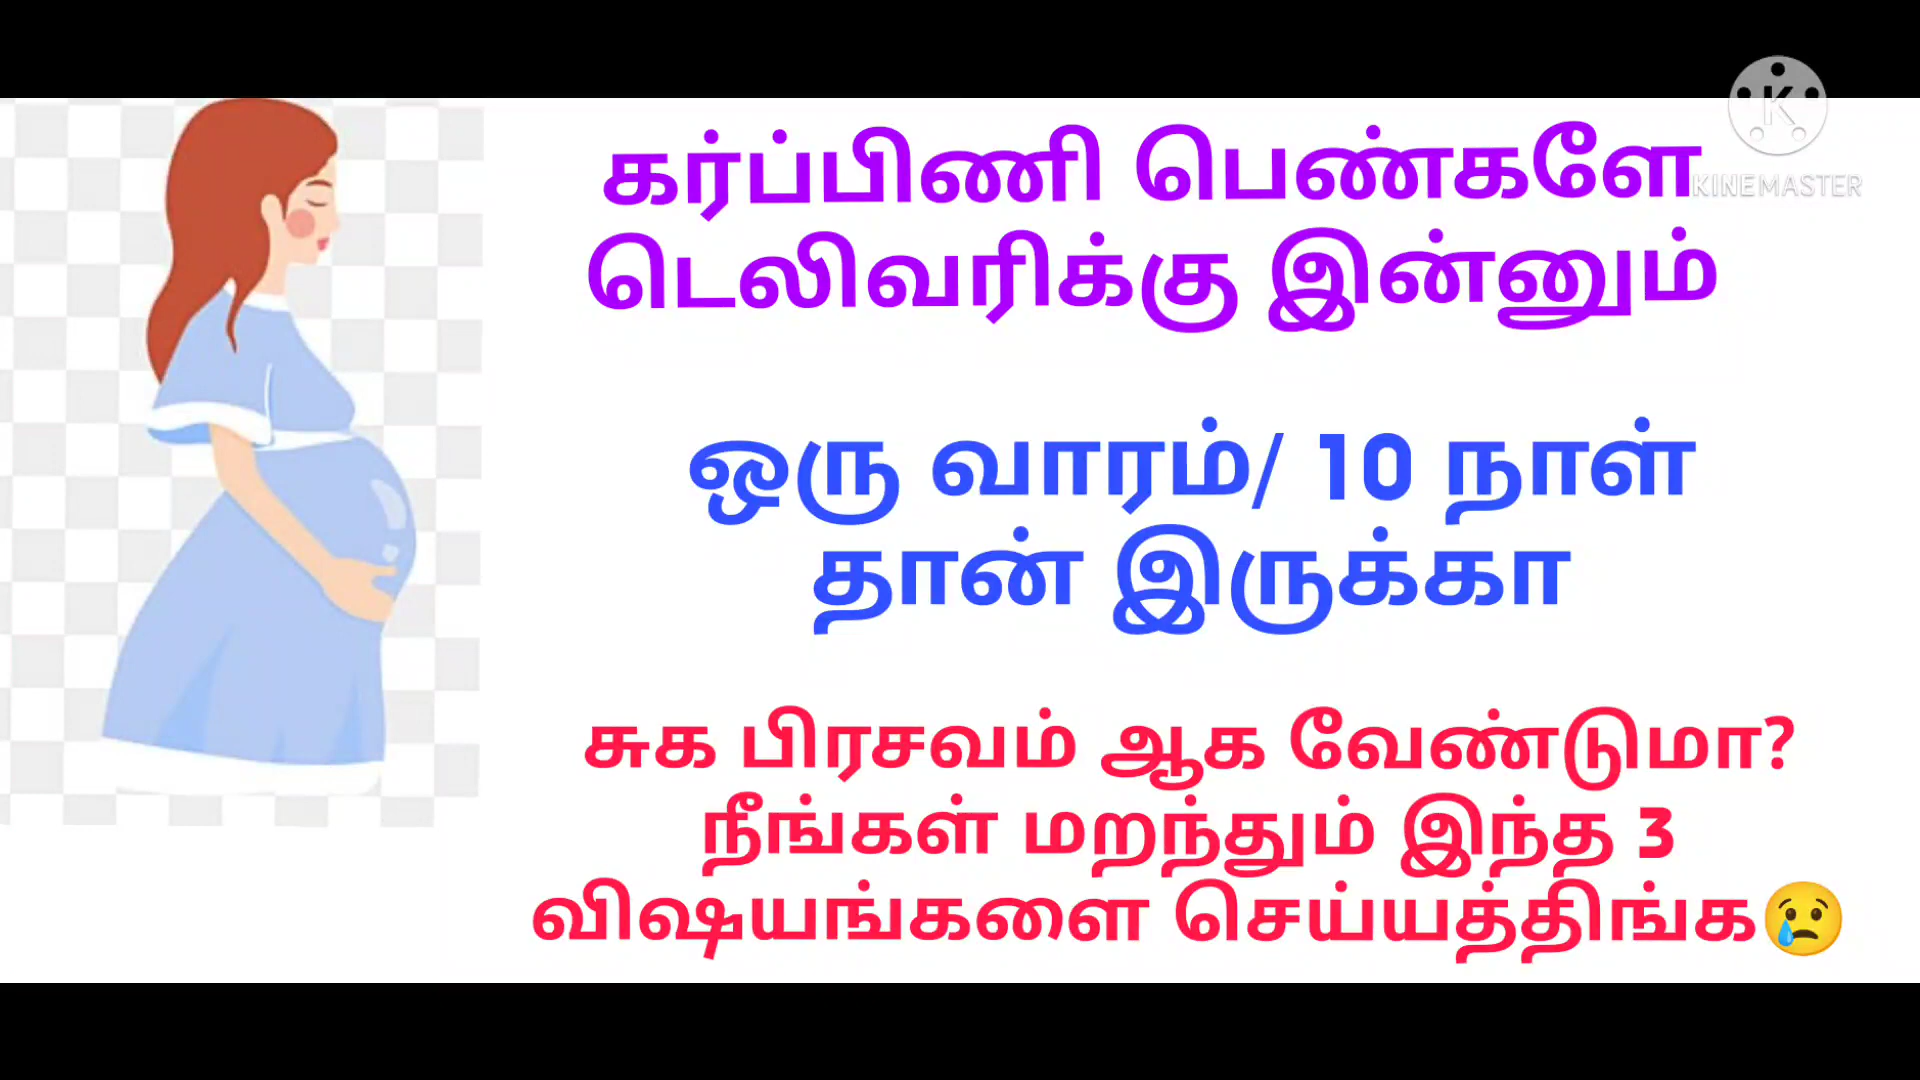 கர்ப்பிணி பெண்களே
டெலிவரிக்கு இன்னும்
ஒரு வாரம்/ 10 நாள்
தான் இருக்கா
சுக பிரசவம் ஆக வேண்டுமா?
நீங்கள் மறந்தும் இந்த 3
விஷயங்களை செய்யத்திங்க😢
K
KINEMASTER